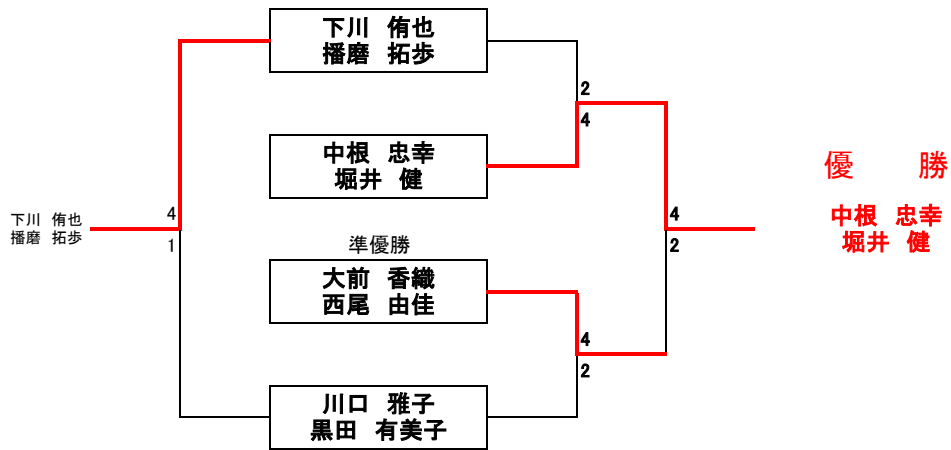 下川　侑也
播磨　拓歩
2
4
中根　忠幸
堀井　健
優　勝
中根　忠幸
堀井　健
4
2
下川　侑也
播磨　拓歩
4
1
準優勝
大前　香織
西尾　由佳
4
2
川口　雅子
黒田　有美子